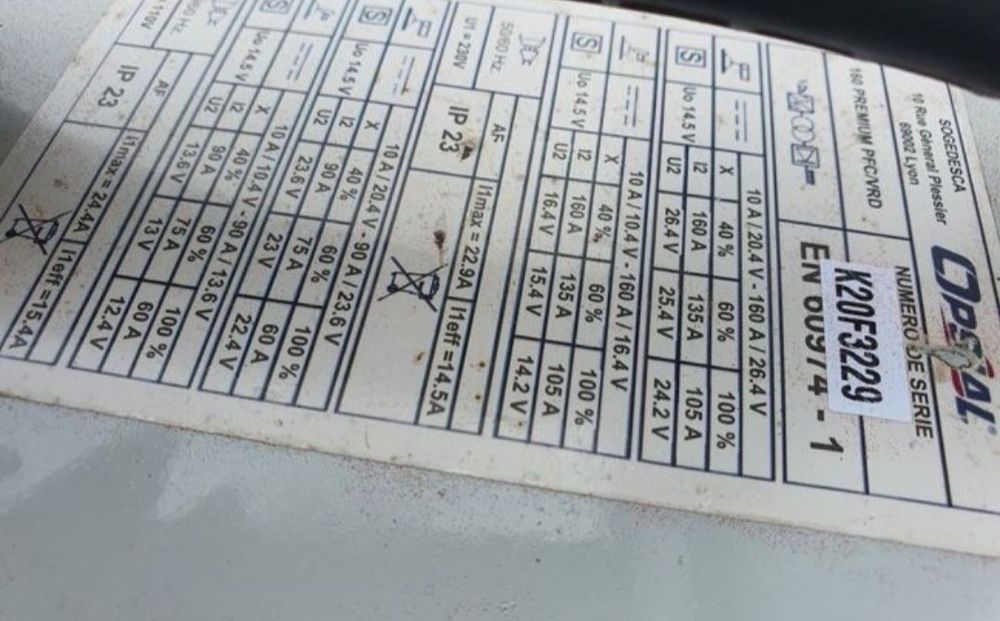 SOGEDESCA
10 Rue Général Plessier
69002 Lyon
OPSIAL
160 PREMIUM PFC/VRD
NUMERO DE SERIE
K20F3229
EN 60974 - 1
10 A / 20.4 V - 160 A / 26.4 V
X 40 % 60 % 100 %
S Uo 14.5 V I2 160 A 135 A 105 A
U2 26.4 V 25.4 V 24.2 V
10 A / 10.4 V - 160 A / 16.4 V
X 40 % 60 % 100 %
S Uo 14.5 V I2 160 A 135 A 105 A
U2 16.4 V 15.4 V 14.2 V
50/60 Hz AF I1max = 22.9A I1eff =14.5A
U1 = 230V IP 23
10 A / 20.4 V - 90 A / 23.6 V
X 40 % 60 % 100 %
S Uo 14.5 V I2 90 A 75 A 60 A
U2 23.6 V 23 V 22.4 V
10 A / 10.4 V - 90 A / 13.6 V
X 40 % 60 % 100 %
S Uo 14.5 V I2 90 A 75 A 60 A
U2 13.6 V 13 V 12.4 V
Hz AF I1max = 24.4A I1eff =15.4A
110V IP 23